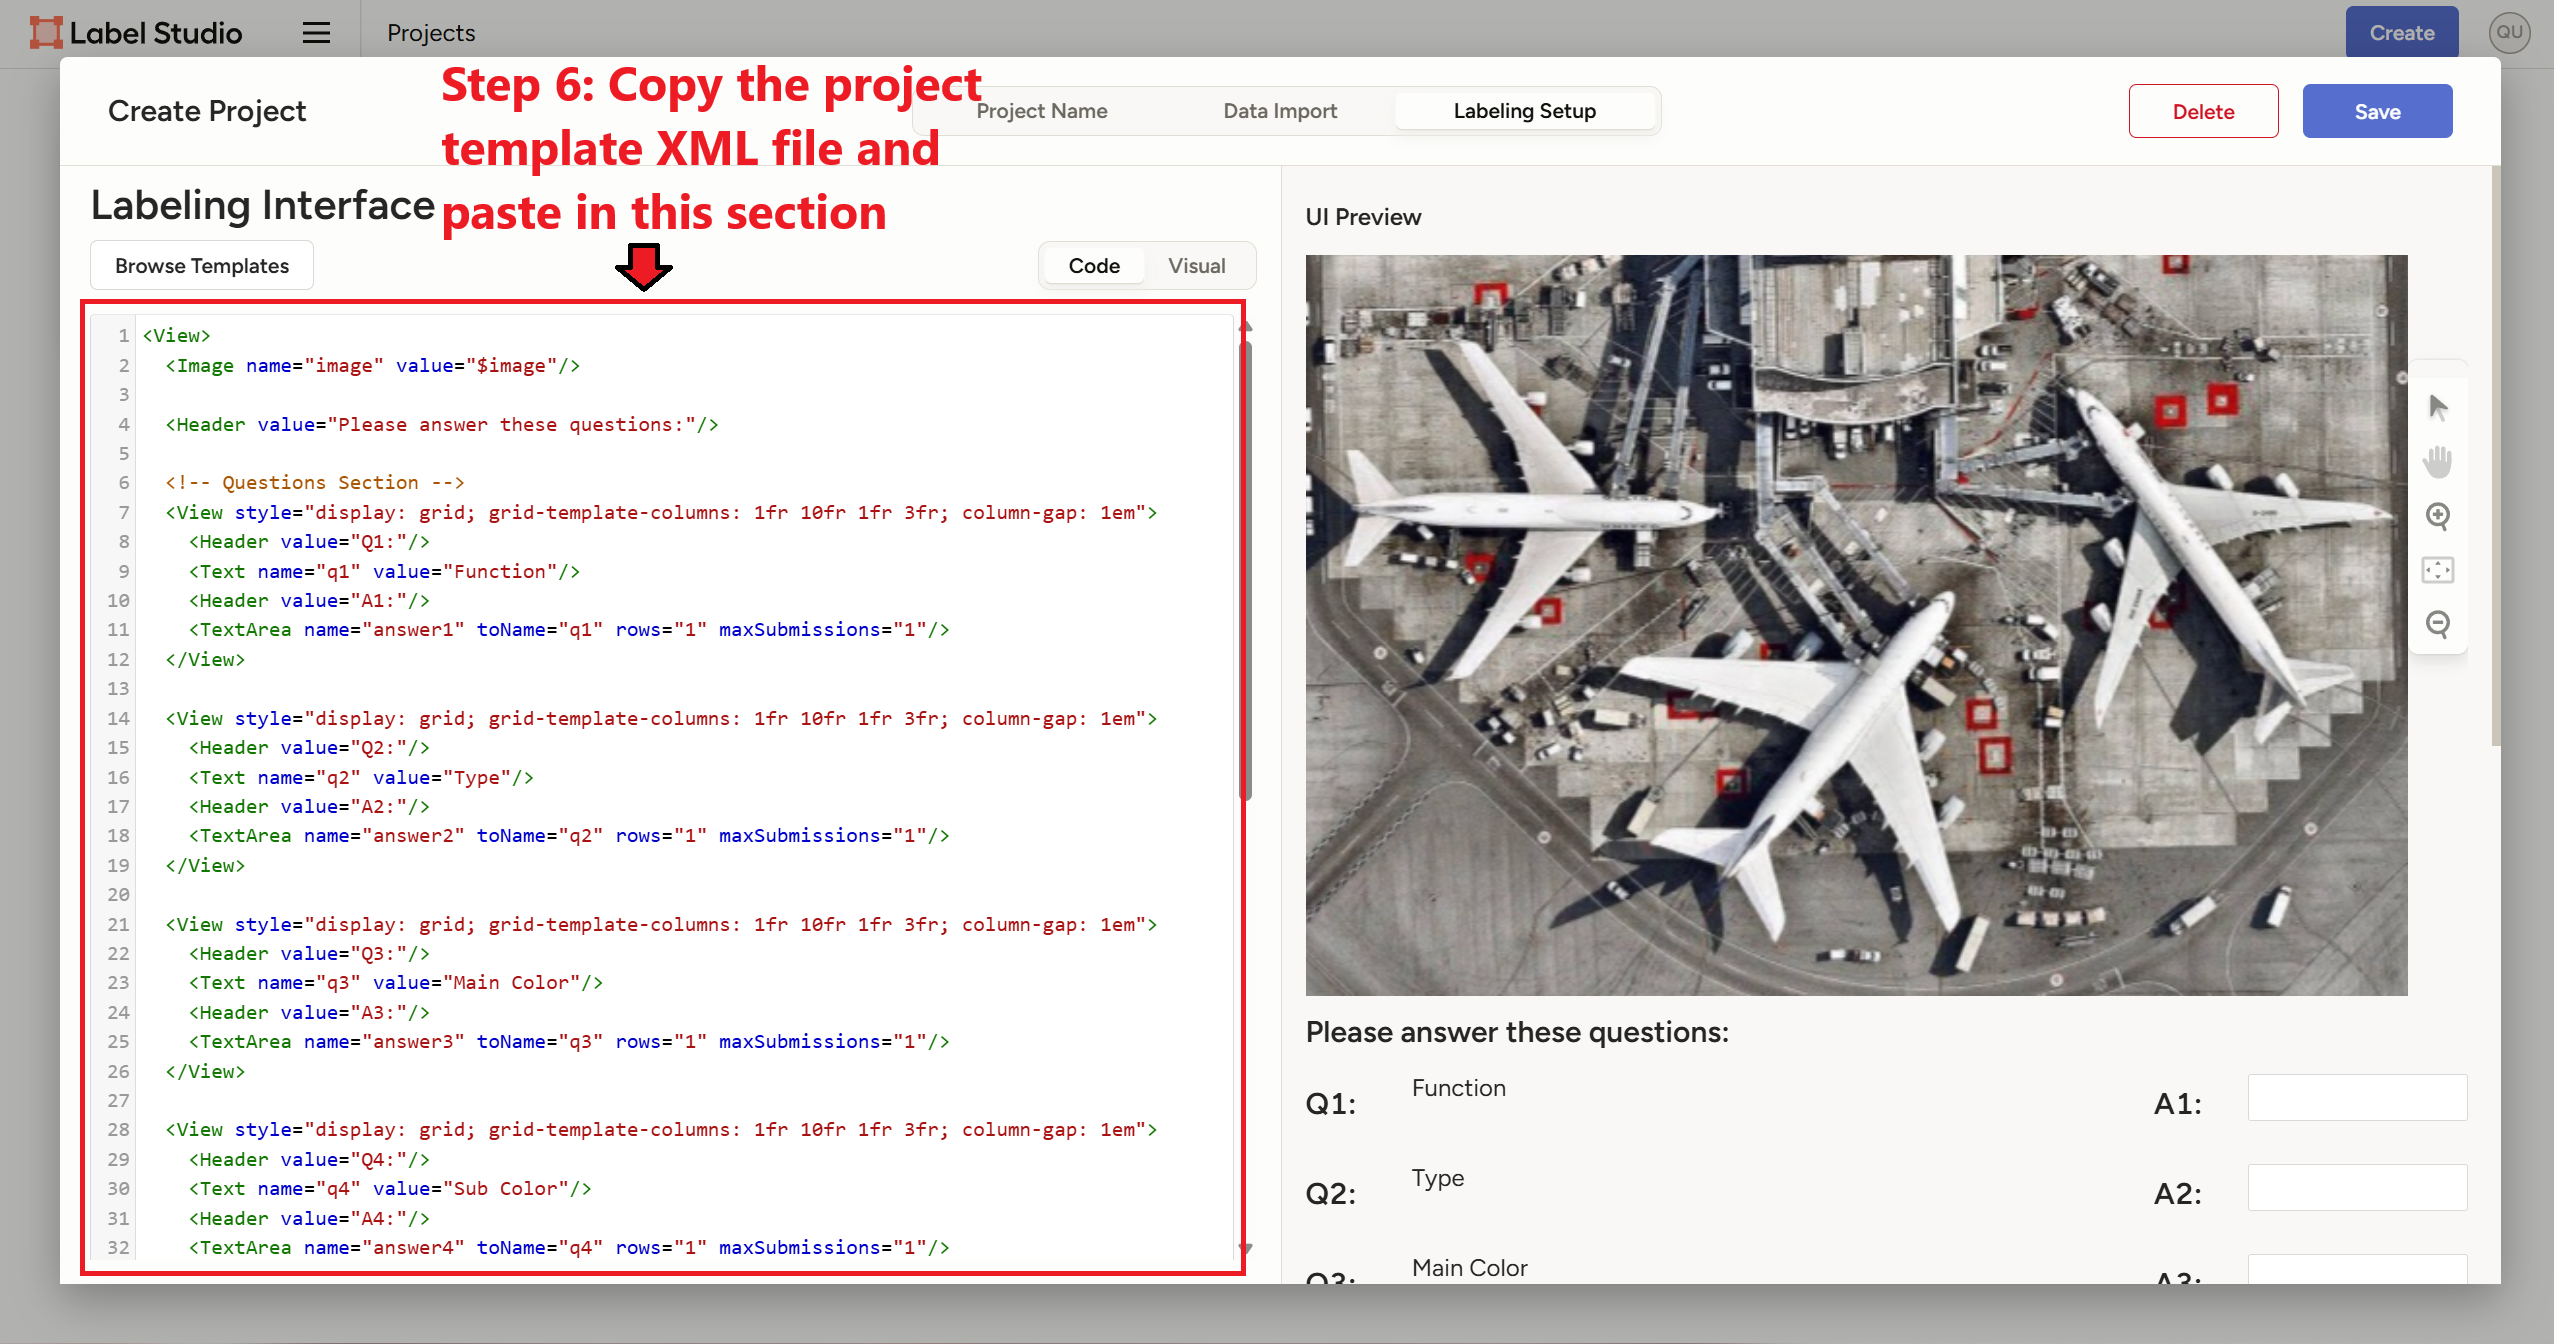 Label Studio
Projects
Create
QU
Create Project
Step 6: Copy the project
template XML file and
paste in this section
Project Name
Data Import
Labeling Setup
Delete
Save
Labeling Interface
Browse Templates
Code
Visual
1 <View>
2 <Image name="image" value="$image"/>
3
4 <Header value="Please answer these questions:"/>
5
6 <!-- Questions Section -->
7 <View style="display: grid; grid-template-columns: 1fr 10fr 1fr 3fr; column-gap: 1em">
8 <Header value="Q1:"/>
9 <Text name="q1" value="Function"/>
10 <Header value="A1:"/>
11 <TextArea name="answer1" toName="q1" rows="1" maxSubmissions="1"/>
12 </View>
13
14 <View style="display: grid; grid-template-columns: 1fr 10fr 1fr 3fr; column-gap: 1em">
15 <Header value="Q2:"/>
16 <Text name="q2" value="Type"/>
17 <Header value="A2:"/>
18 <TextArea name="answer2" toName="q2" rows="1" maxSubmissions="1"/>
19 </View>
20
21 <View style="display: grid; grid-template-columns: 1fr 10fr 1fr 3fr; column-gap: 1em">
22 <Header value="Q3:"/>
23 <Text name="q3" value="Main Color"/>
24 <Header value="A3:"/>
25 <TextArea name="answer3" toName="q3" rows="1" maxSubmissions="1"/>
26 </View>
27
28 <View style="display: grid; grid-template-columns: 1fr 10fr 1fr 3fr; column-gap: 1em">
29 <Header value="Q4:"/>
30 <Text name="q4" value="Sub Color"/>
31 <Header value="A4:"/>
32 <TextArea name="answer4" toName="q4" rows="1" maxSubmissions="1"/>
UI Preview
Please answer these questions:
Q1: Function A1:
Q2: Type A2:
Q3: Main Color A3: